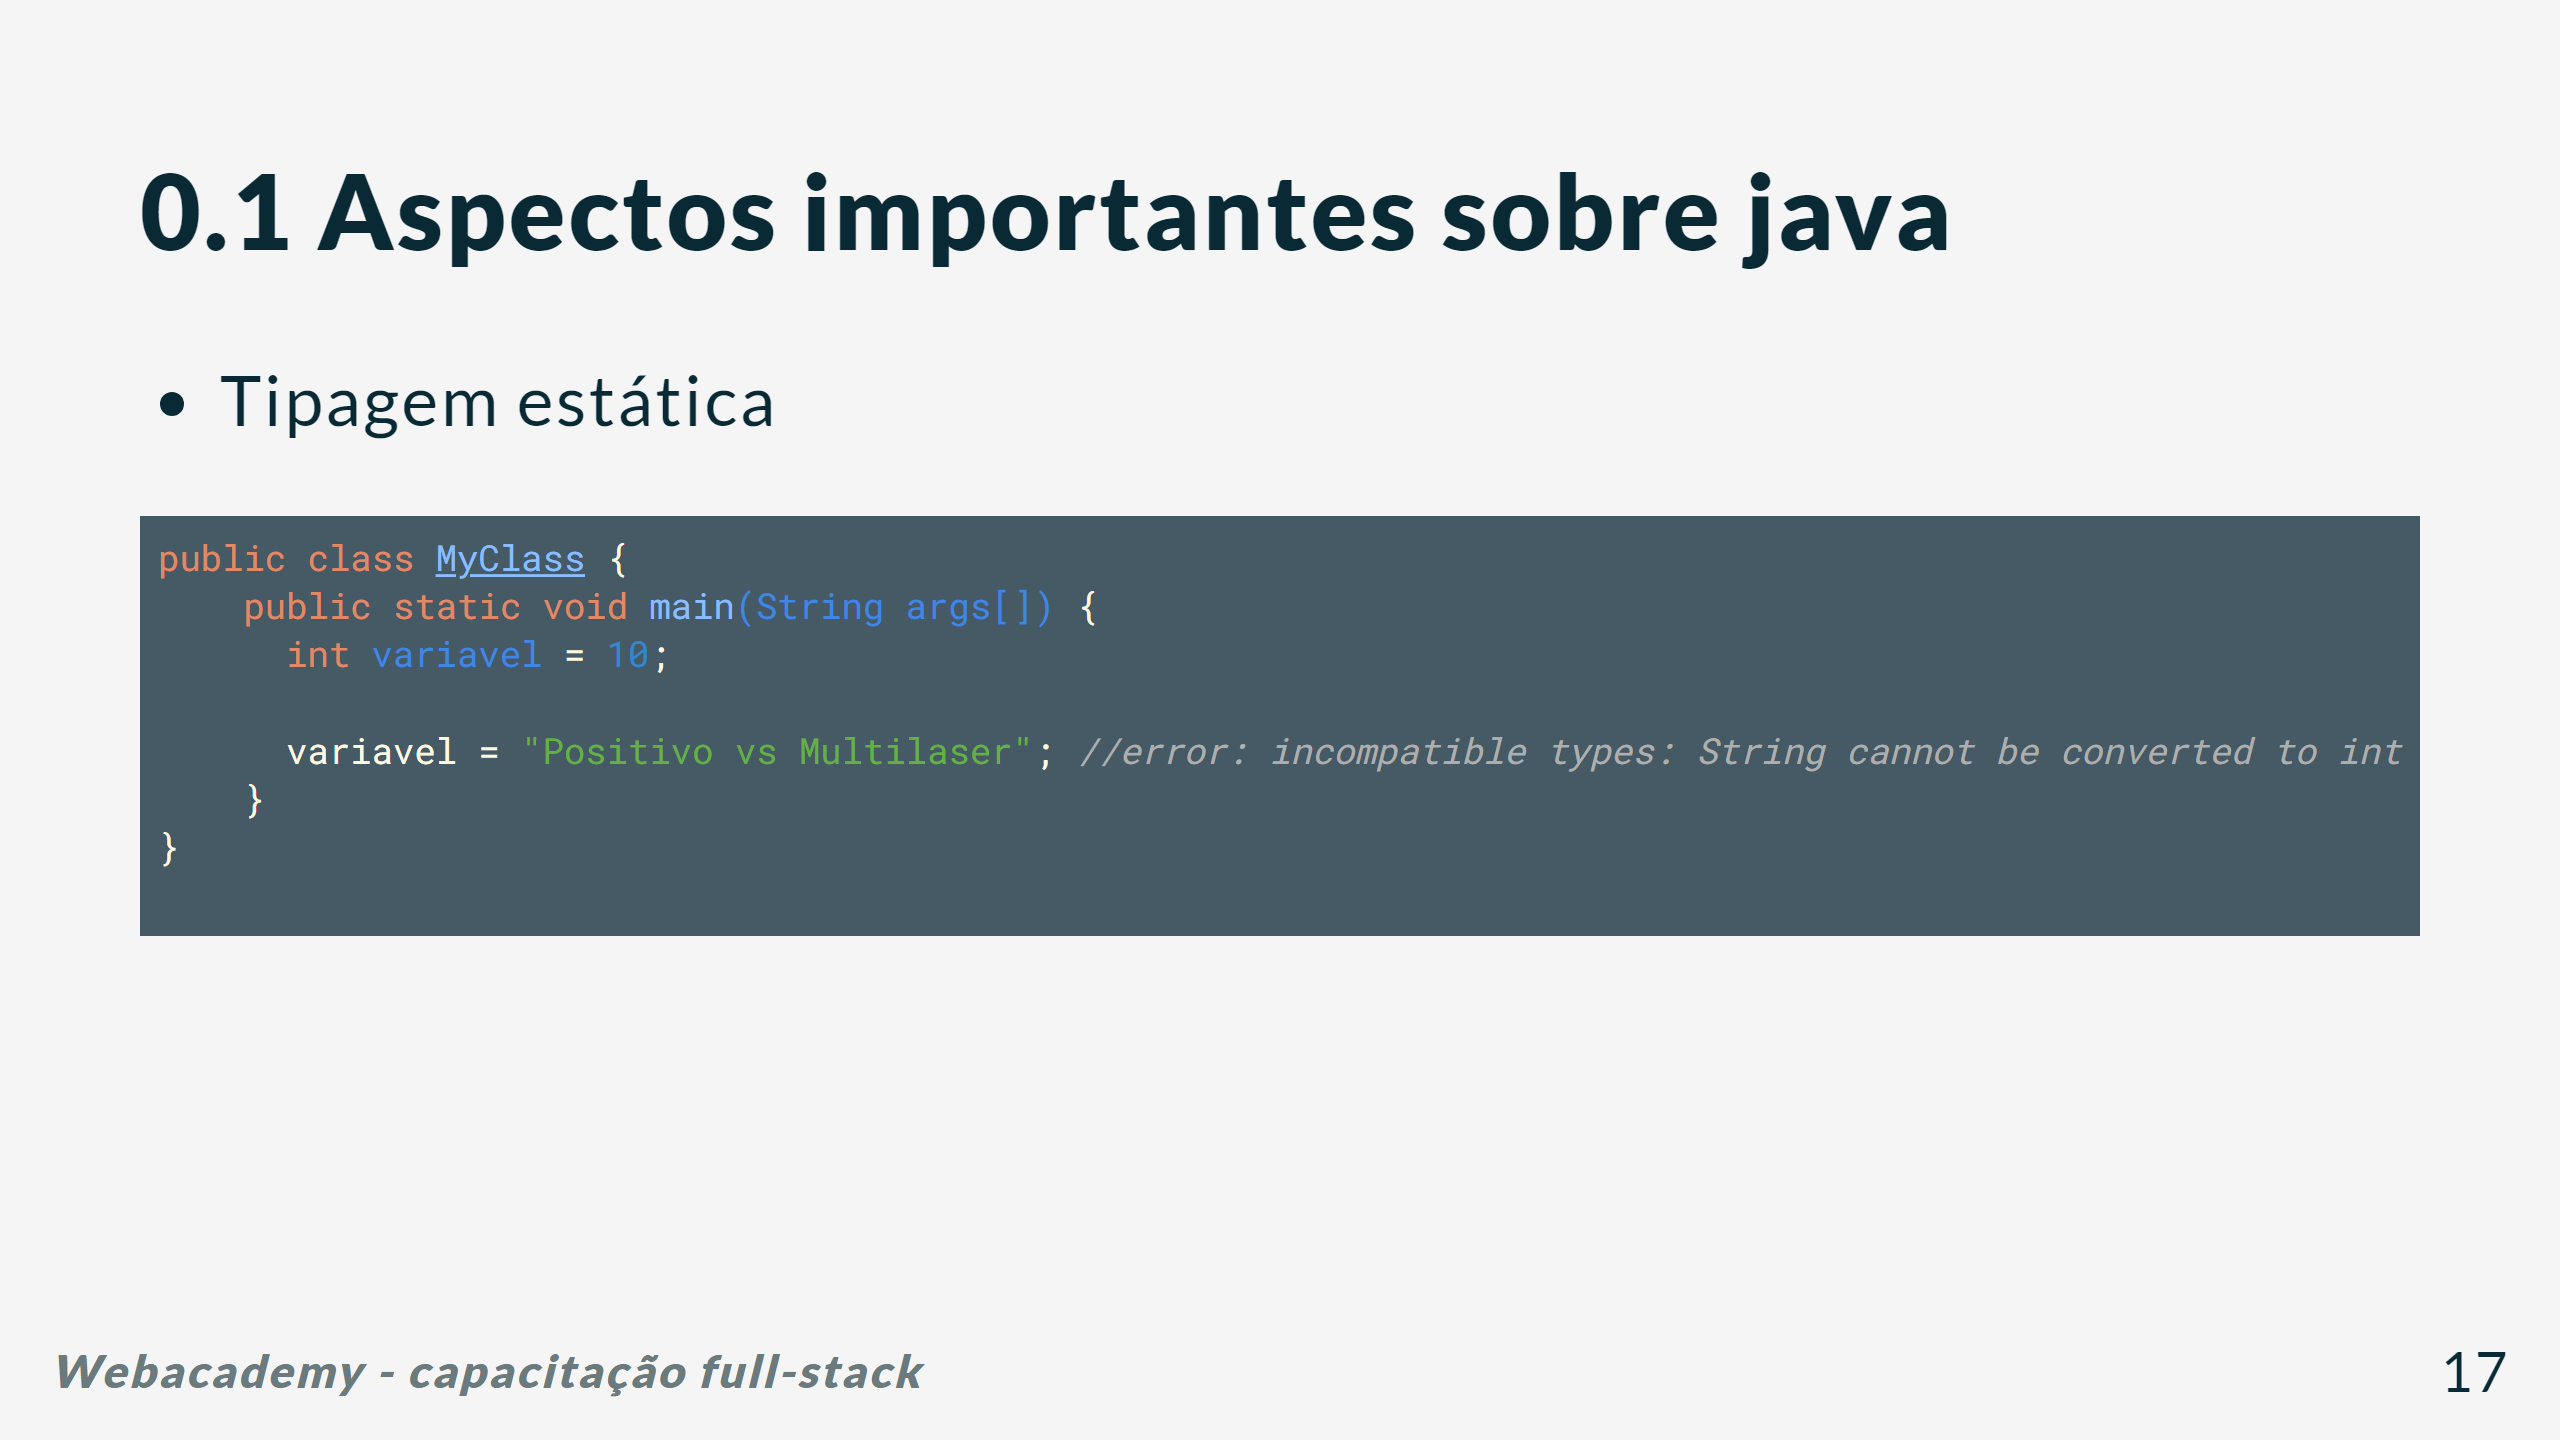 0.1 Aspectos importantes sobre java
• Tipagem estática
public class MyClass {
    public static void main(String args[]) {
      int variavel = 10;

      variavel = "Positivo vs Multilaser"; //error: incompatible types: String cannot be converted to int
    }
}
Webacademy - capacitação full-stack
17